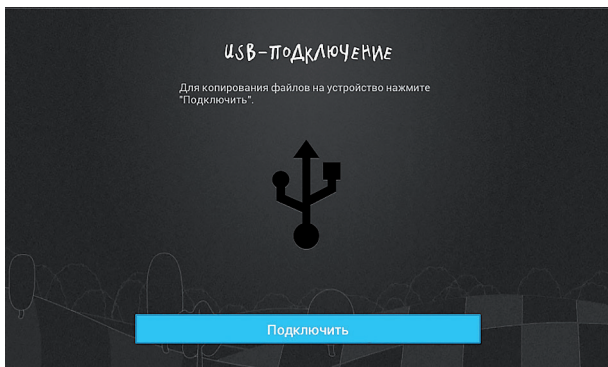 USB-ПОДКЛЮЧЕНИЕ
Для копирования файлов на устройство нажмите
"Подключить".
Подключить